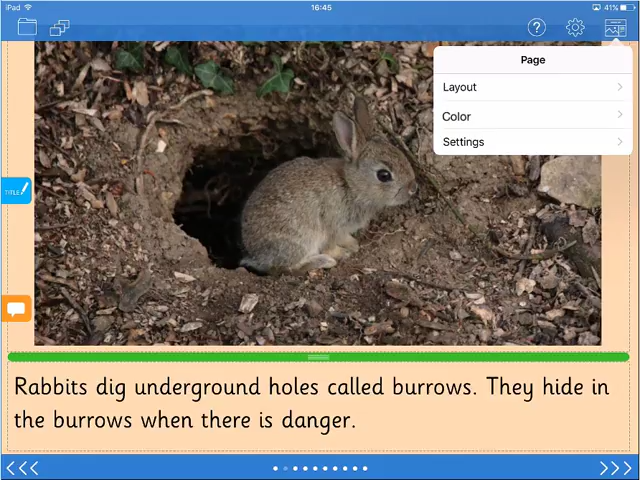 iPad
16:45
41%
Page
Layout
Color
Settings
TITLE
Rabbits dig underground holes called burrows. They hide in
the burrows when there is danger.